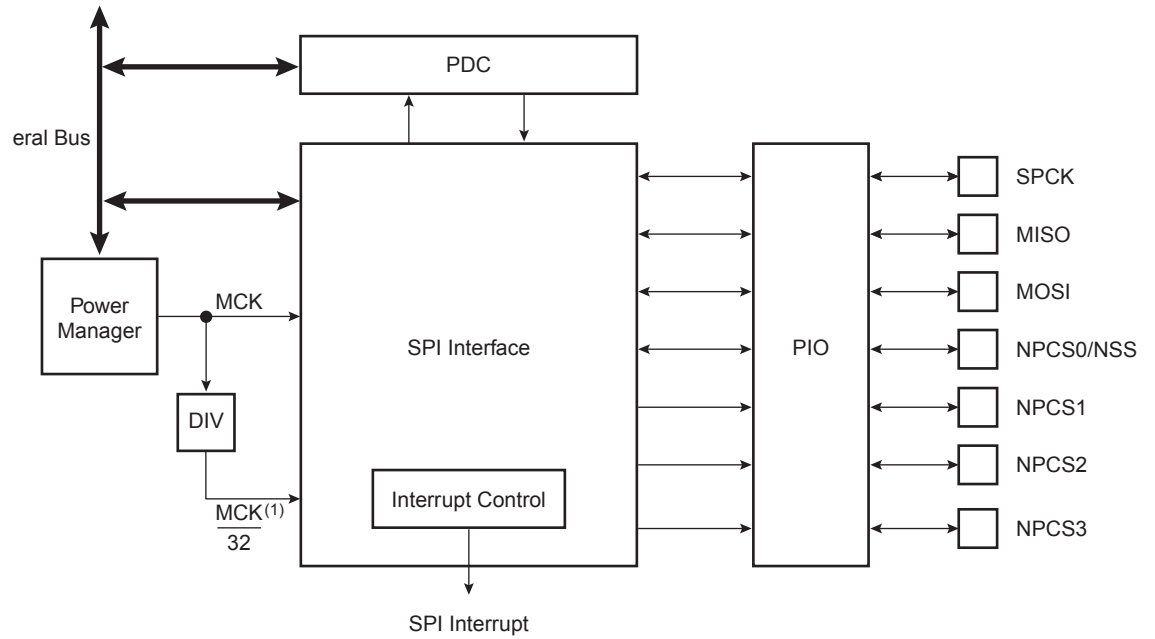 PDC
eral Bus
SPCK
MISO
MOSI
NPCS0/NSS
NPCS1
NPCS2
NPCS3
Power
Manager
MCK
SPI Interface
PIO
DIV
Interrupt Control
MCK(1)
32
SPI Interrupt